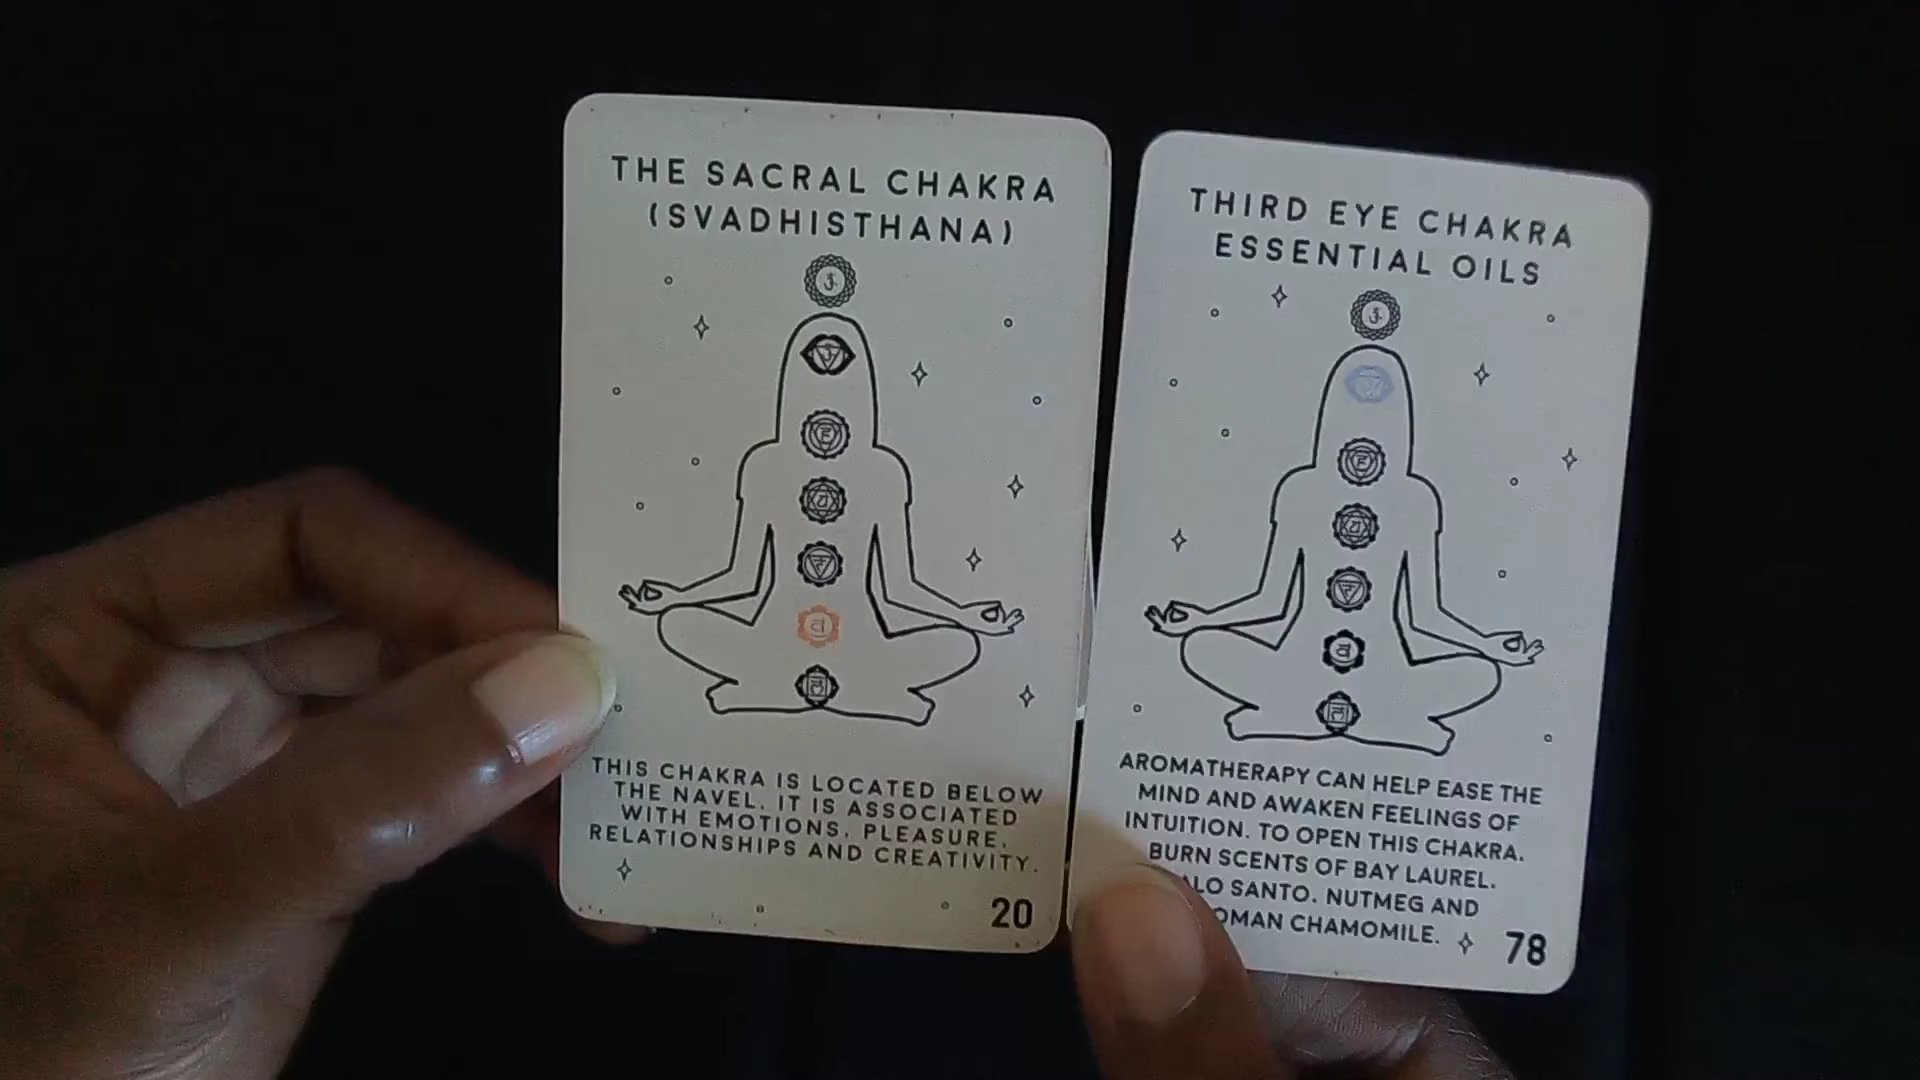 THE SACRAL CHAKRA
(SVADHISTHANA)
THIS CHAKRA IS LOCATED BELOW
THE NAVEL. IT IS ASSOCIATED
WITH EMOTIONS, PLEASURE,
RELATIONSHIPS AND CREATIVITY.
20
THIRD EYE CHAKRA
ESSENTIAL OILS
AROMATHERAPY CAN HELP EASE THE
MIND AND AWAKEN FEELINGS OF
INTUITION. TO OPEN THIS CHAKRA,
BURN SCENTS OF BAY LAUREL,
SANTO, NUTMEG AND
CHAMOMILE.
78